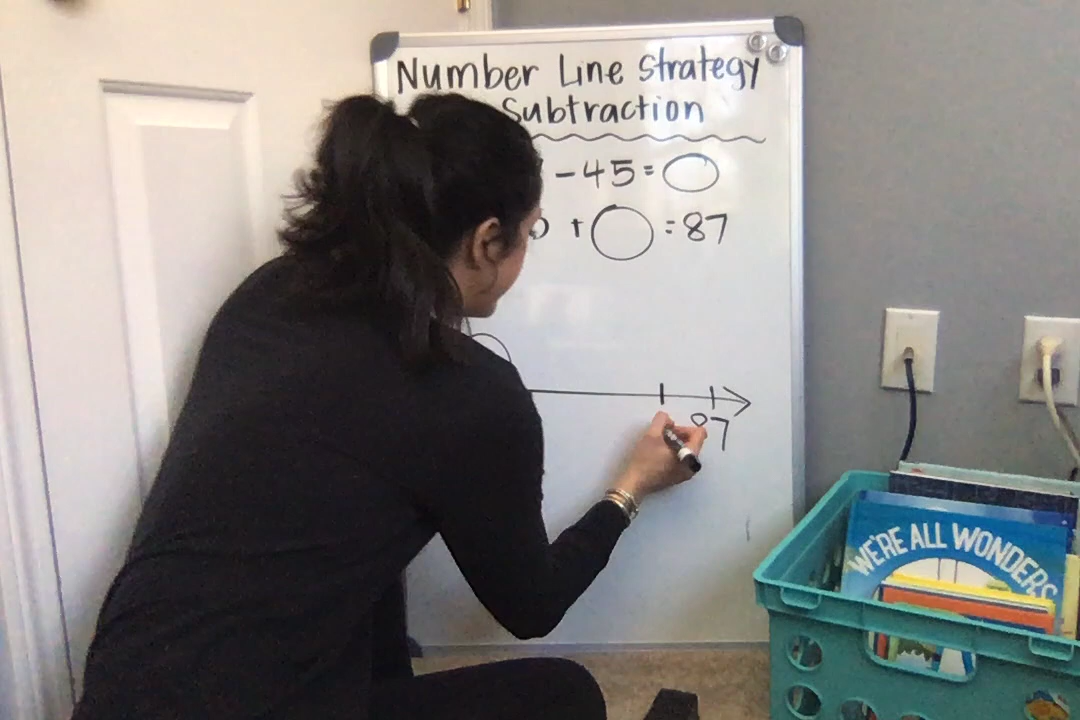 Number Line Strategy
Subtraction
- 45 = ◯
+ ◯ = 87
87
WE'RE ALL WONDERS